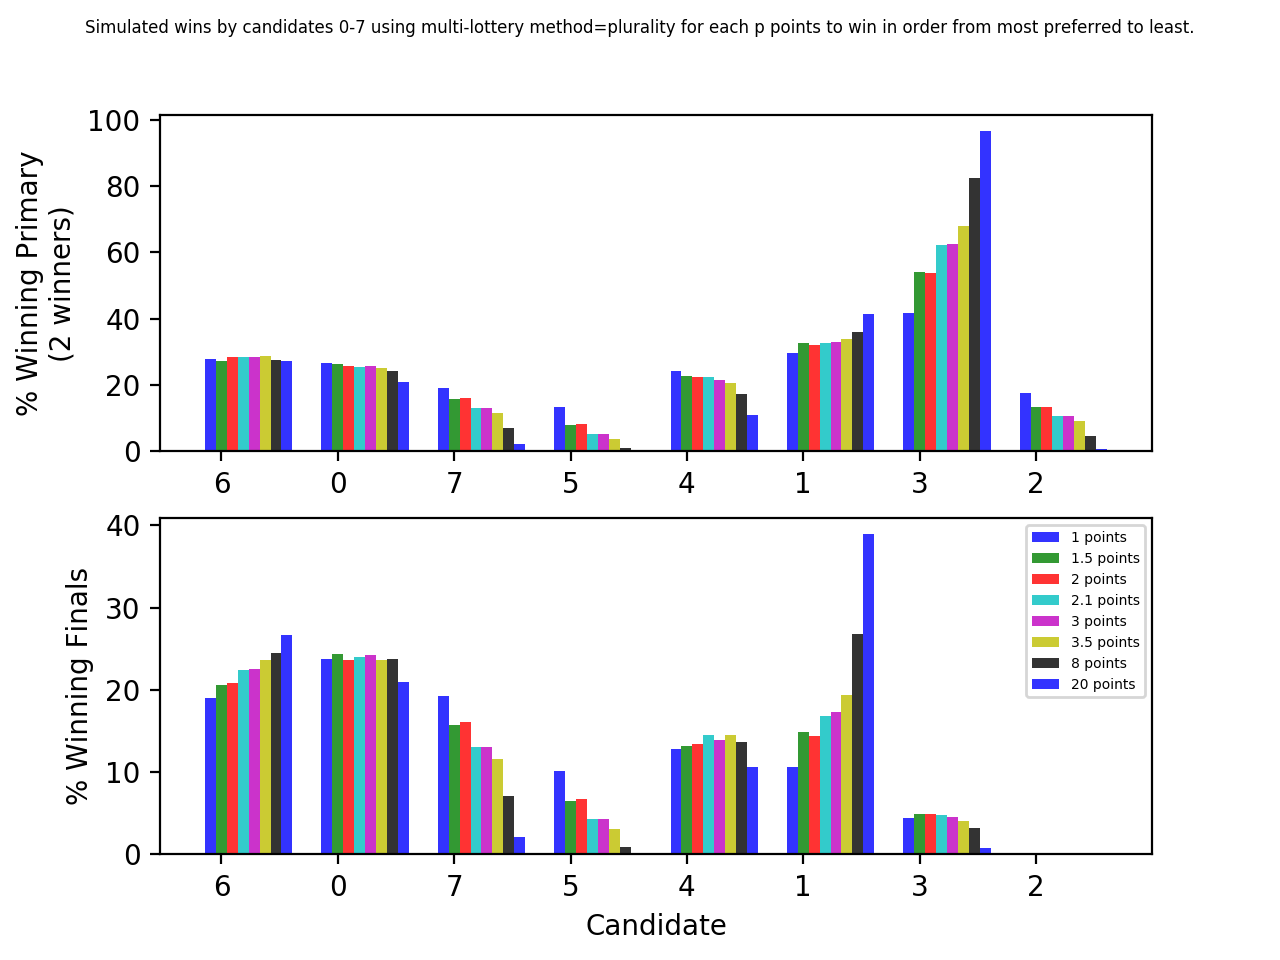 Simulated wins by candidates 0-7 using multi-lottery method=plurality for each p points to win in order from most preferred to least.
% Winning Primary
(2 winners)
100
80
60
40
20
0
6 0 7 5 4 1 3 2
% Winning Finals
40
30
20
10
0
1 points
1.5 points
2 points
2.1 points
3 points
3.5 points
8 points
20 points
6 0 7 5 4 1 3 2
Candidate